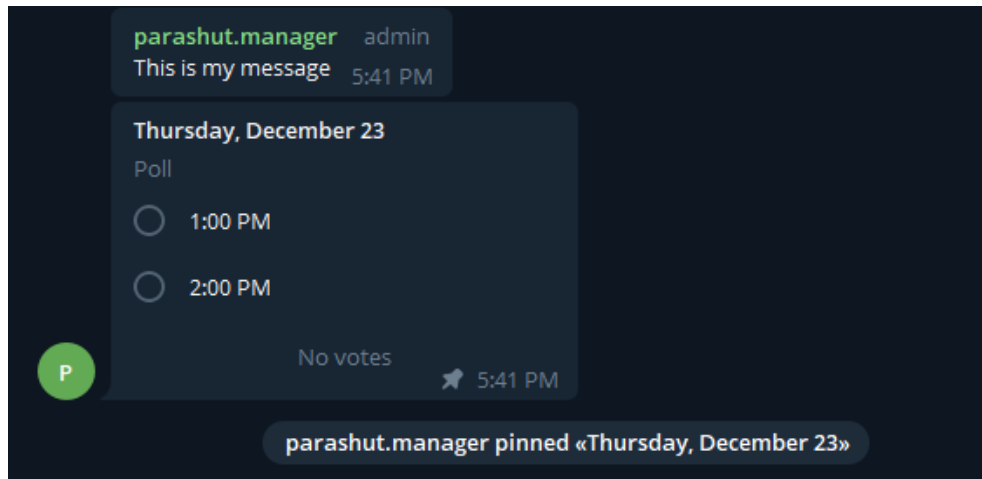 parashut.manager admin
This is my message 5:41 PM
Thursday, December 23
Poll
1:00 PM
2:00 PM
No votes
P
5:41 PM
parashut.manager pinned «Thursday, December 23»